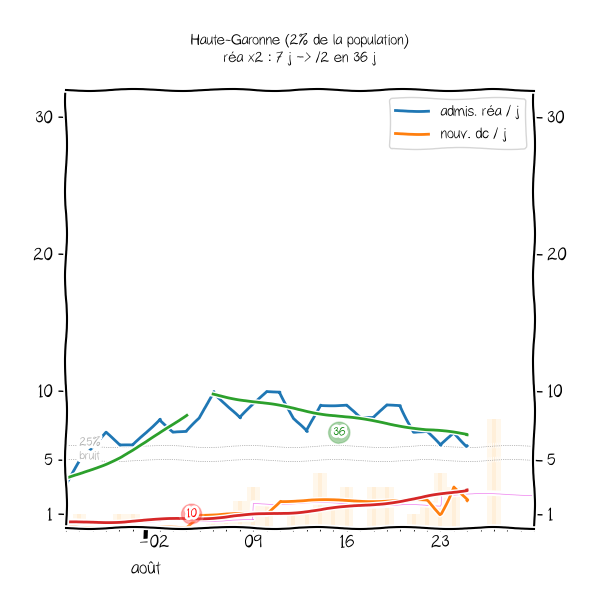 Haute-Garonne (2% de la population)
réa x2 : 7 j -> /2 en 36 j
admis. réa / j
nouv. dc / j
30
30
20
20
10
10
25%
bruit
36
5
5
10
1
1
02
09
16
23
août